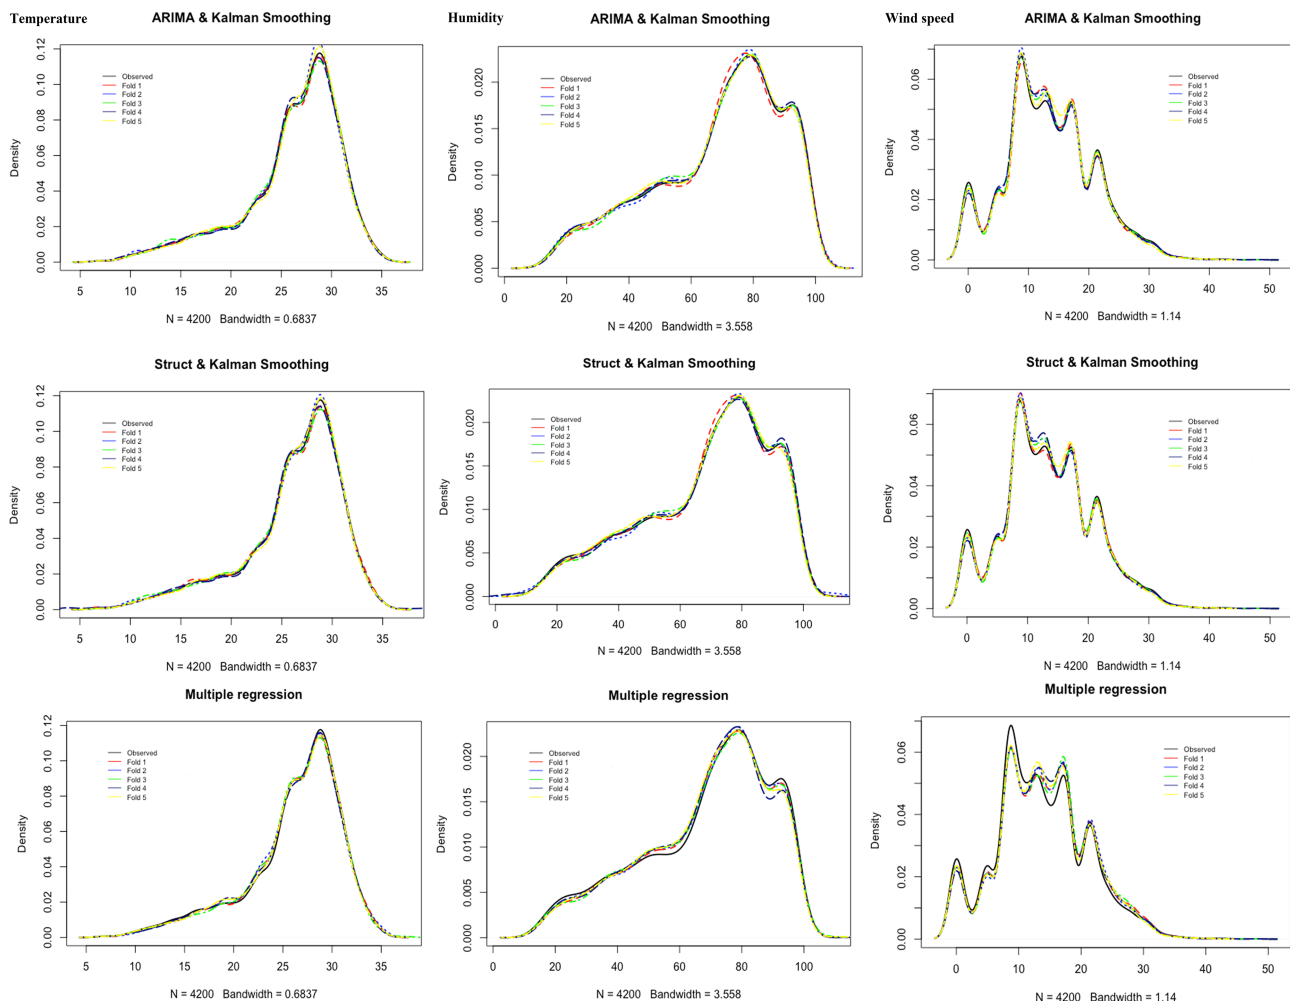 Temperature
ARIMA & Kalman Smoothing
Density
0.00 0.02 0.04 0.06 0.08 0.10 0.12
Observed
Fold 1
Fold 2
Fold 3
Fold 4
Fold 5
5 10 15 20 25 30 35
N = 4200 Bandwidth = 0.6837
Humidity
ARIMA & Kalman Smoothing
Density
0.000 0.005 0.010 0.015 0.020
Observed
Fold 1
Fold 2
Fold 3
Fold 4
Fold 5
0 20 40 60 80 100
N = 4200 Bandwidth = 3.558
Wind speed
ARIMA & Kalman Smoothing
Density
0.00 0.02 0.04 0.06
Observed
Fold 1
Fold 2
Fold 3
Fold 4
Fold 5
0 10 20 30 40 50
N = 4200 Bandwidth = 1.14
Struct & Kalman Smoothing
Density
0.00 0.02 0.04 0.06 0.08 0.10 0.12
Observed
Fold 1
Fold 2
Fold 3
Fold 4
Fold 5
5 10 15 20 25 30 35
N = 4200 Bandwidth = 0.6837
Struct & Kalman Smoothing
Density
0.000 0.005 0.010 0.015 0.020
Observed
Fold 1
Fold 2
Fold 3
Fold 4
Fold 5
0 20 40 60 80 100
N = 4200 Bandwidth = 3.558
Struct & Kalman Smoothing
Density
0.00 0.02 0.04 0.06
Observed
Fold 1
Fold 2
Fold 3
Fold 4
Fold 5
0 10 20 30 40 50
N = 4200 Bandwidth = 1.14
Multiple regression
Density
0.00 0.02 0.04 0.06 0.08 0.10 0.12
Observed
Fold 1
Fold 2
Fold 3
Fold 4
Fold 5
5 10 15 20 25 30 35
N = 4200 Bandwidth = 0.6837
Multiple regression
Density
0.000 0.005 0.010 0.015 0.020
Observed
Fold 1
Fold 2
Fold 3
Fold 4
Fold 5
0 20 40 60 80 100
N = 4200 Bandwidth = 3.558
Multiple regression
Density
0.00 0.02 0.04 0.06
Observed
Fold 1
Fold 2
Fold 3
Fold 4
Fold 5
0 10 20 30 40 50
N = 4200 Bandwidth = 1.14